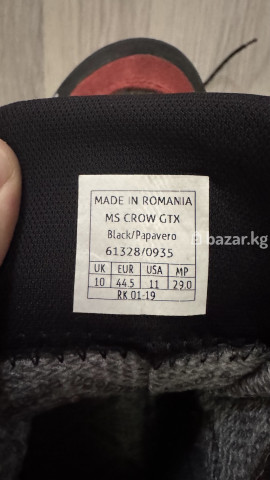 MADE IN ROMANIA
MS CROW GTX
Black/Papavero
61328/0935
UK EUR USA MP
10 44.5 11 29.0
RK 01-19
bazar.kg